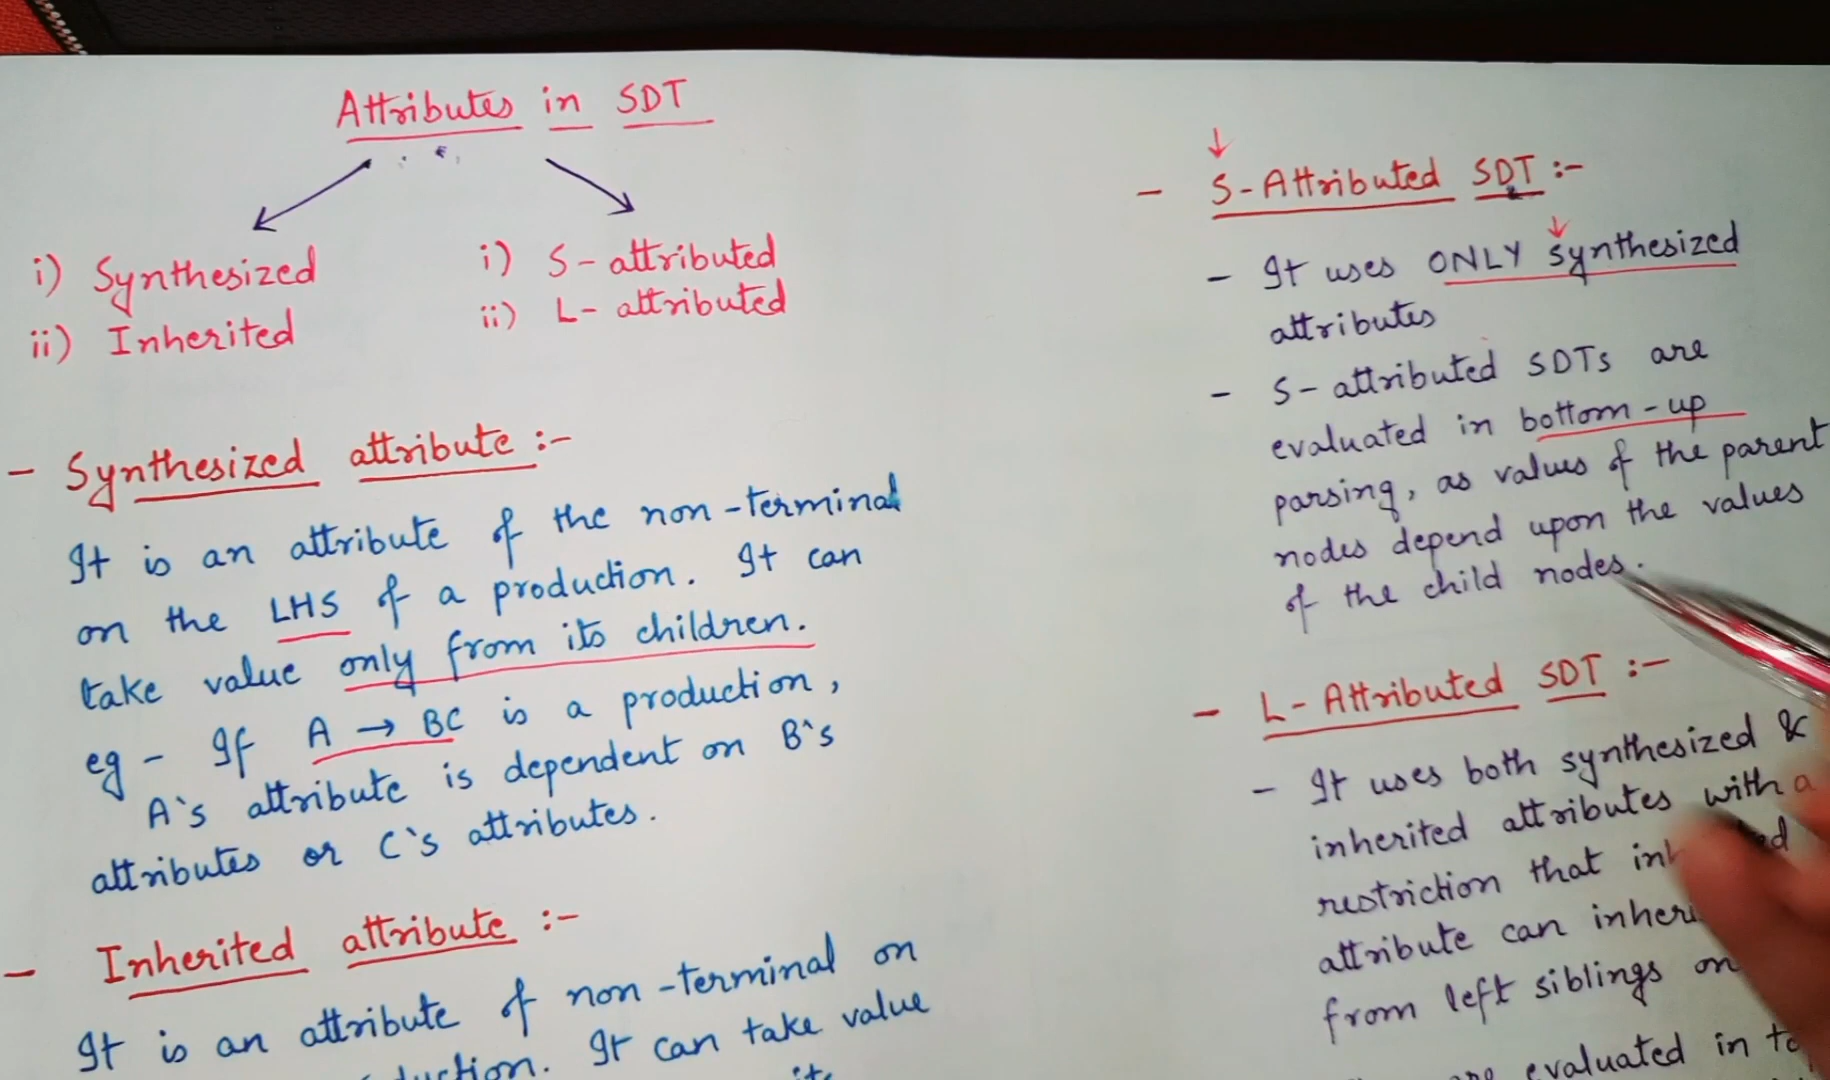 Attributes in SDT
i) Synthesized
ii) Inherited
i) S-attributed
ii) L-attributed
- Synthesized attribute :-
It is an attribute of the non-terminal
on the LHS of a production. It can
take value only from its children.
eg - If A → BC is a production,
A's attribute is dependent on B's
attributes or C's attributes.
- Inherited attribute :-
It is an attribute of non-terminal on
It can take value
- S-Attributed SDT :-
- It uses ONLY synthesized
attributes
- S-attributed SDTs are
evaluated in bottom-up
parsing, as values of the parent
nodes depend upon the values
of the child nodes.
- L-Attributed SDT :-
- It uses both synthesized &
inherited attributes with a
restriction that
attribute can
from left siblings
evaluated in